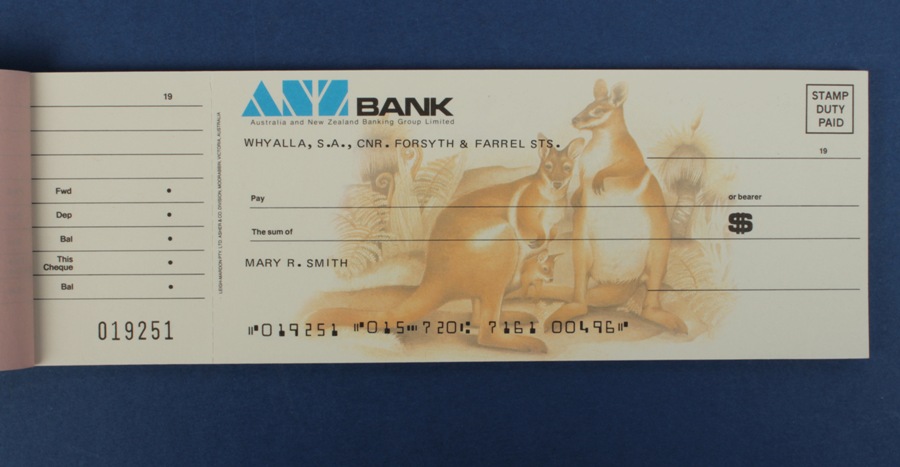 19
Fwd
Dep
Bal
This
Cheque
Bal
019251
ANZ BANK
Australia and New Zealand Banking Group Limited
WHYALLA, S.A., CNR. FORSYTH & FARREL STS.
STAMP
DUTY
PAID
19
Pay
or bearer
The sum of
$
MARY R. SMITH
⑈019251 ⑈015⑉720⑆ 7161 00496⑈